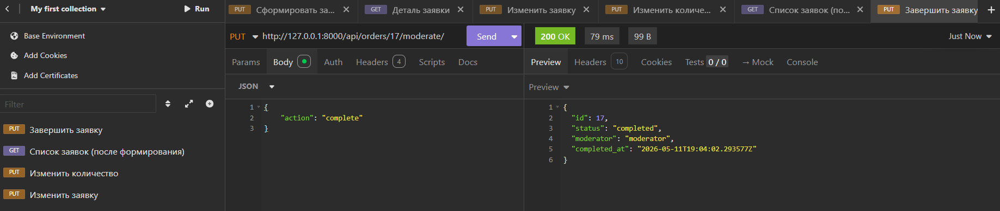 My first collection
Run
PUT Сформировать за...
GET Деталь заявки
PUT Изменить заявку
PUT Изменить количе...
GET Список заявок (по...
PUT Завершить заявку
Base Environment
Add Cookies
Add Certificates
Filter
PUT Завершить заявку
GET Список заявок (после формирования)
PUT Изменить количество
PUT Изменить заявку
PUT http://127.0.0.1:8000/api/orders/17/moderate/ Send
Params Body Auth Headers 4 Scripts Docs
JSON
1 {
2 "action": "complete"
3 }
200 OK 79 ms 99 B Just Now
Preview Headers 10 Cookies Tests 0 / 0 → Mock Console
Preview
1 {
2 "id": 17,
3 "status": "completed",
4 "moderator": "moderator",
5 "completed_at": "2026-05-11T19:04:02.293577Z"
6 }